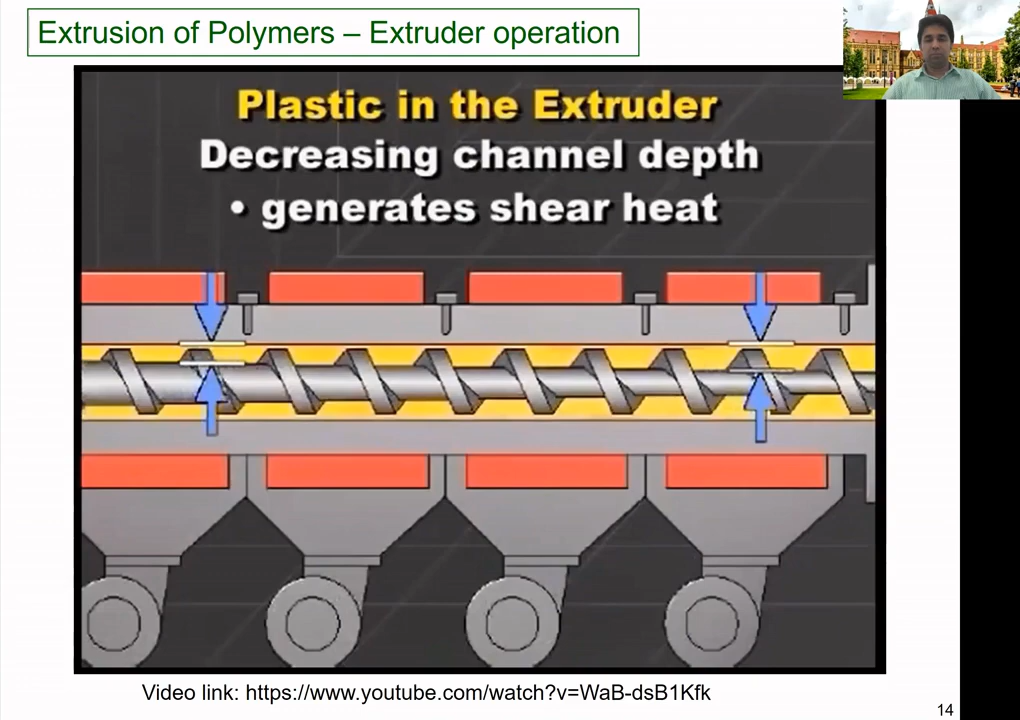 Extrusion of Polymers – Extruder operation
Plastic in the Extruder
Decreasing channel depth
• generates shear heat
Video link: https://www.youtube.com/watch?v=WaB-dsB1Kfk
14